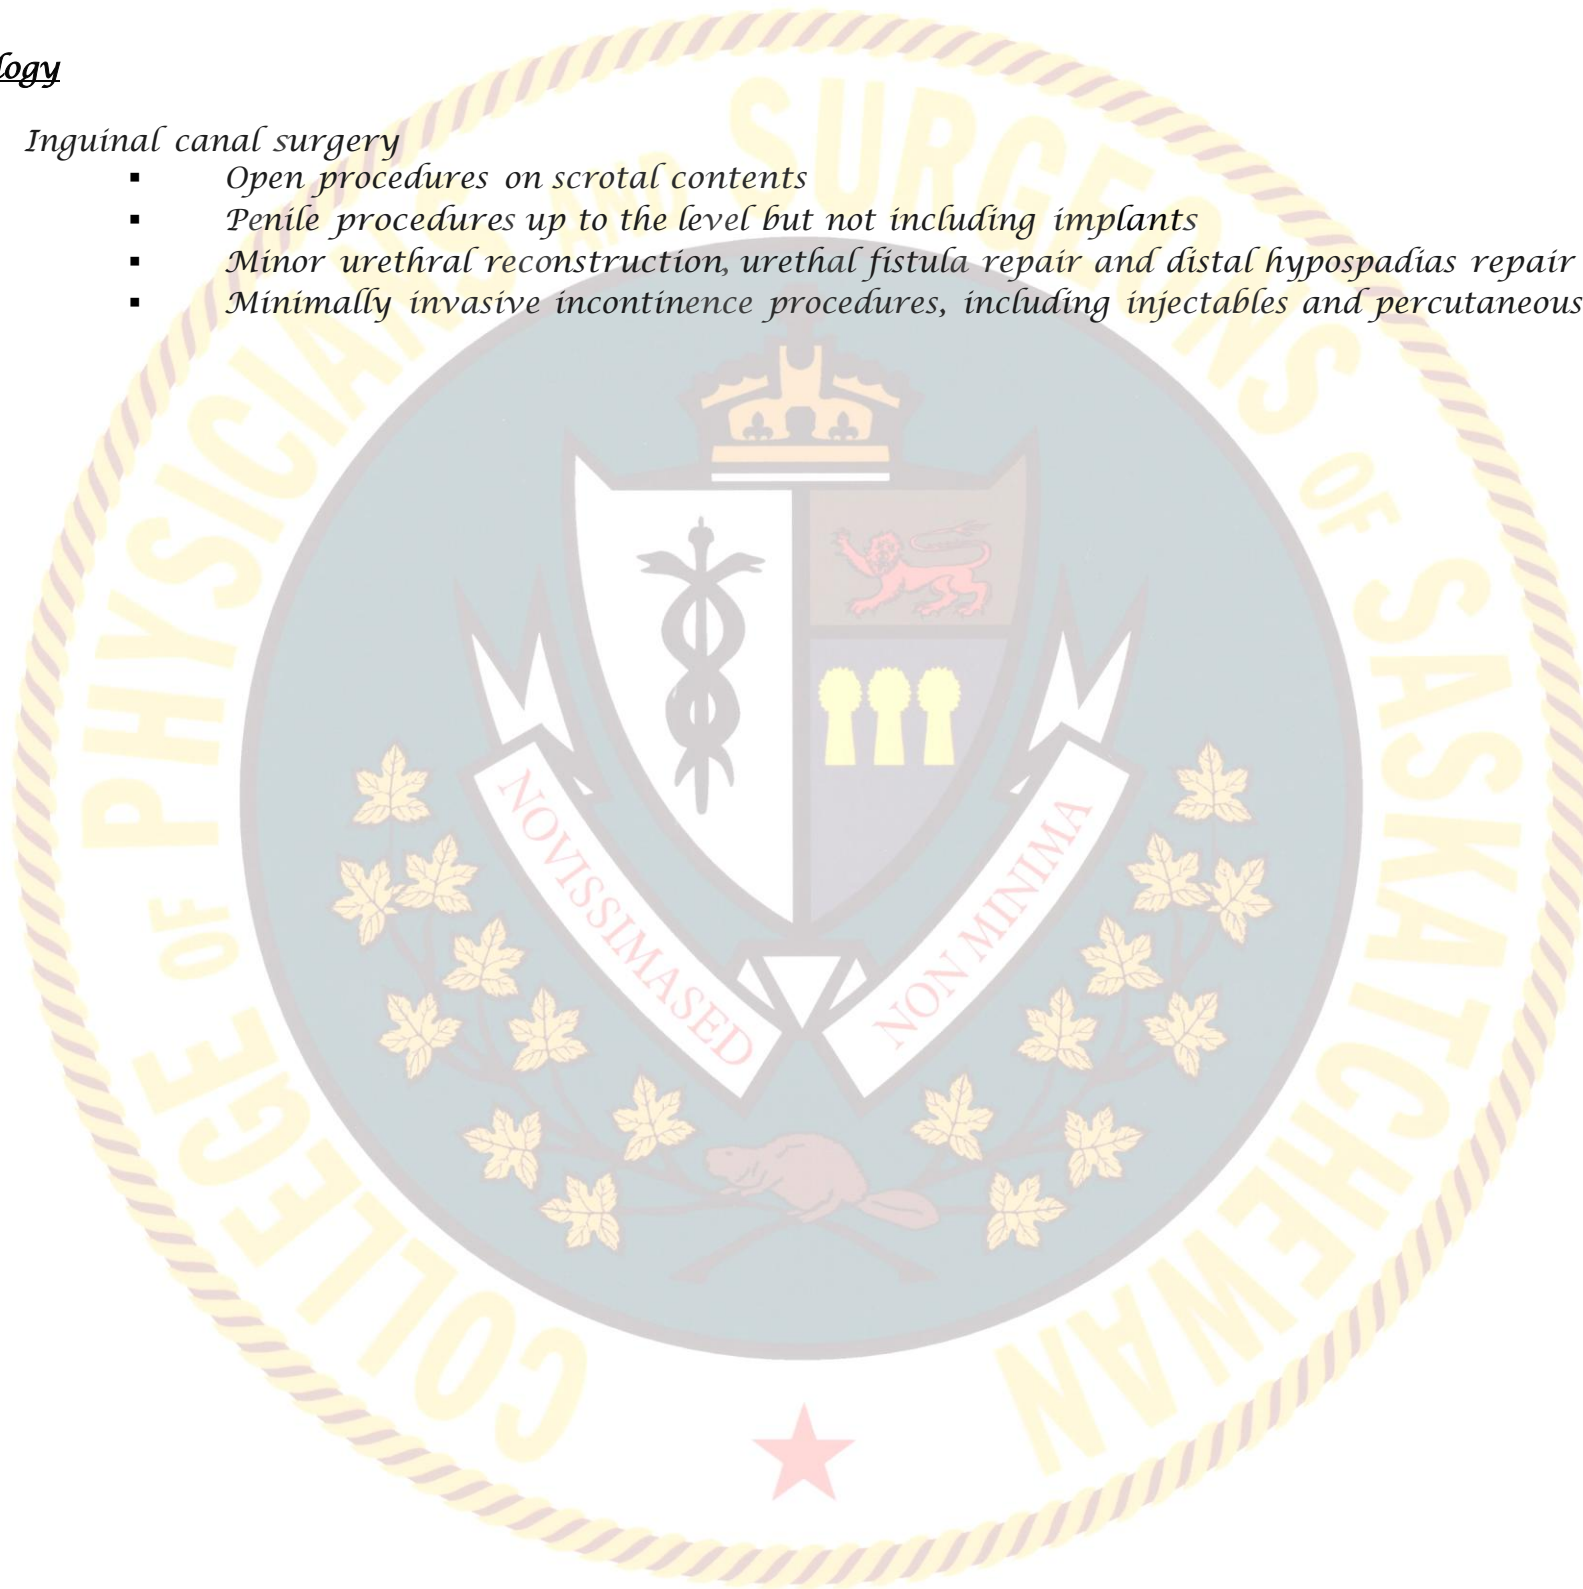 logy
Inguinal canal surgery
▪ Open procedures on scrotal contents
▪ Penile procedures up to the level but not including implants
▪ Minor urethral reconstruction, urethal fistula repair and distal hypospadias repair
▪ Minimally invasive incontinence procedures, including injectables and percutaneous
COLLEGE OF PHYSICIANS AND SURGEONS OF SASKATCHEWAN
NOVISSIMASED
NON MINIMA